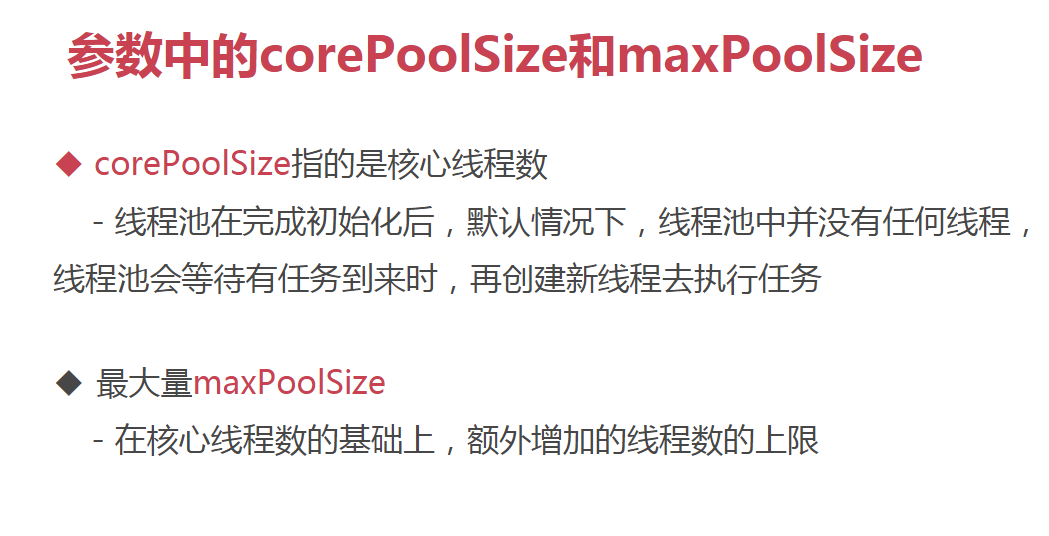 参数中的corePoolSize和maxPoolSize
◆ corePoolSize指的是核心线程数
- 线程池在完成初始化后，默认情况下，线程池中并没有任何线程，
线程池会等待有任务到来时，再创建新线程去执行任务
◆ 最大量maxPoolSize
- 在核心线程数的基础上，额外增加的线程数的上限